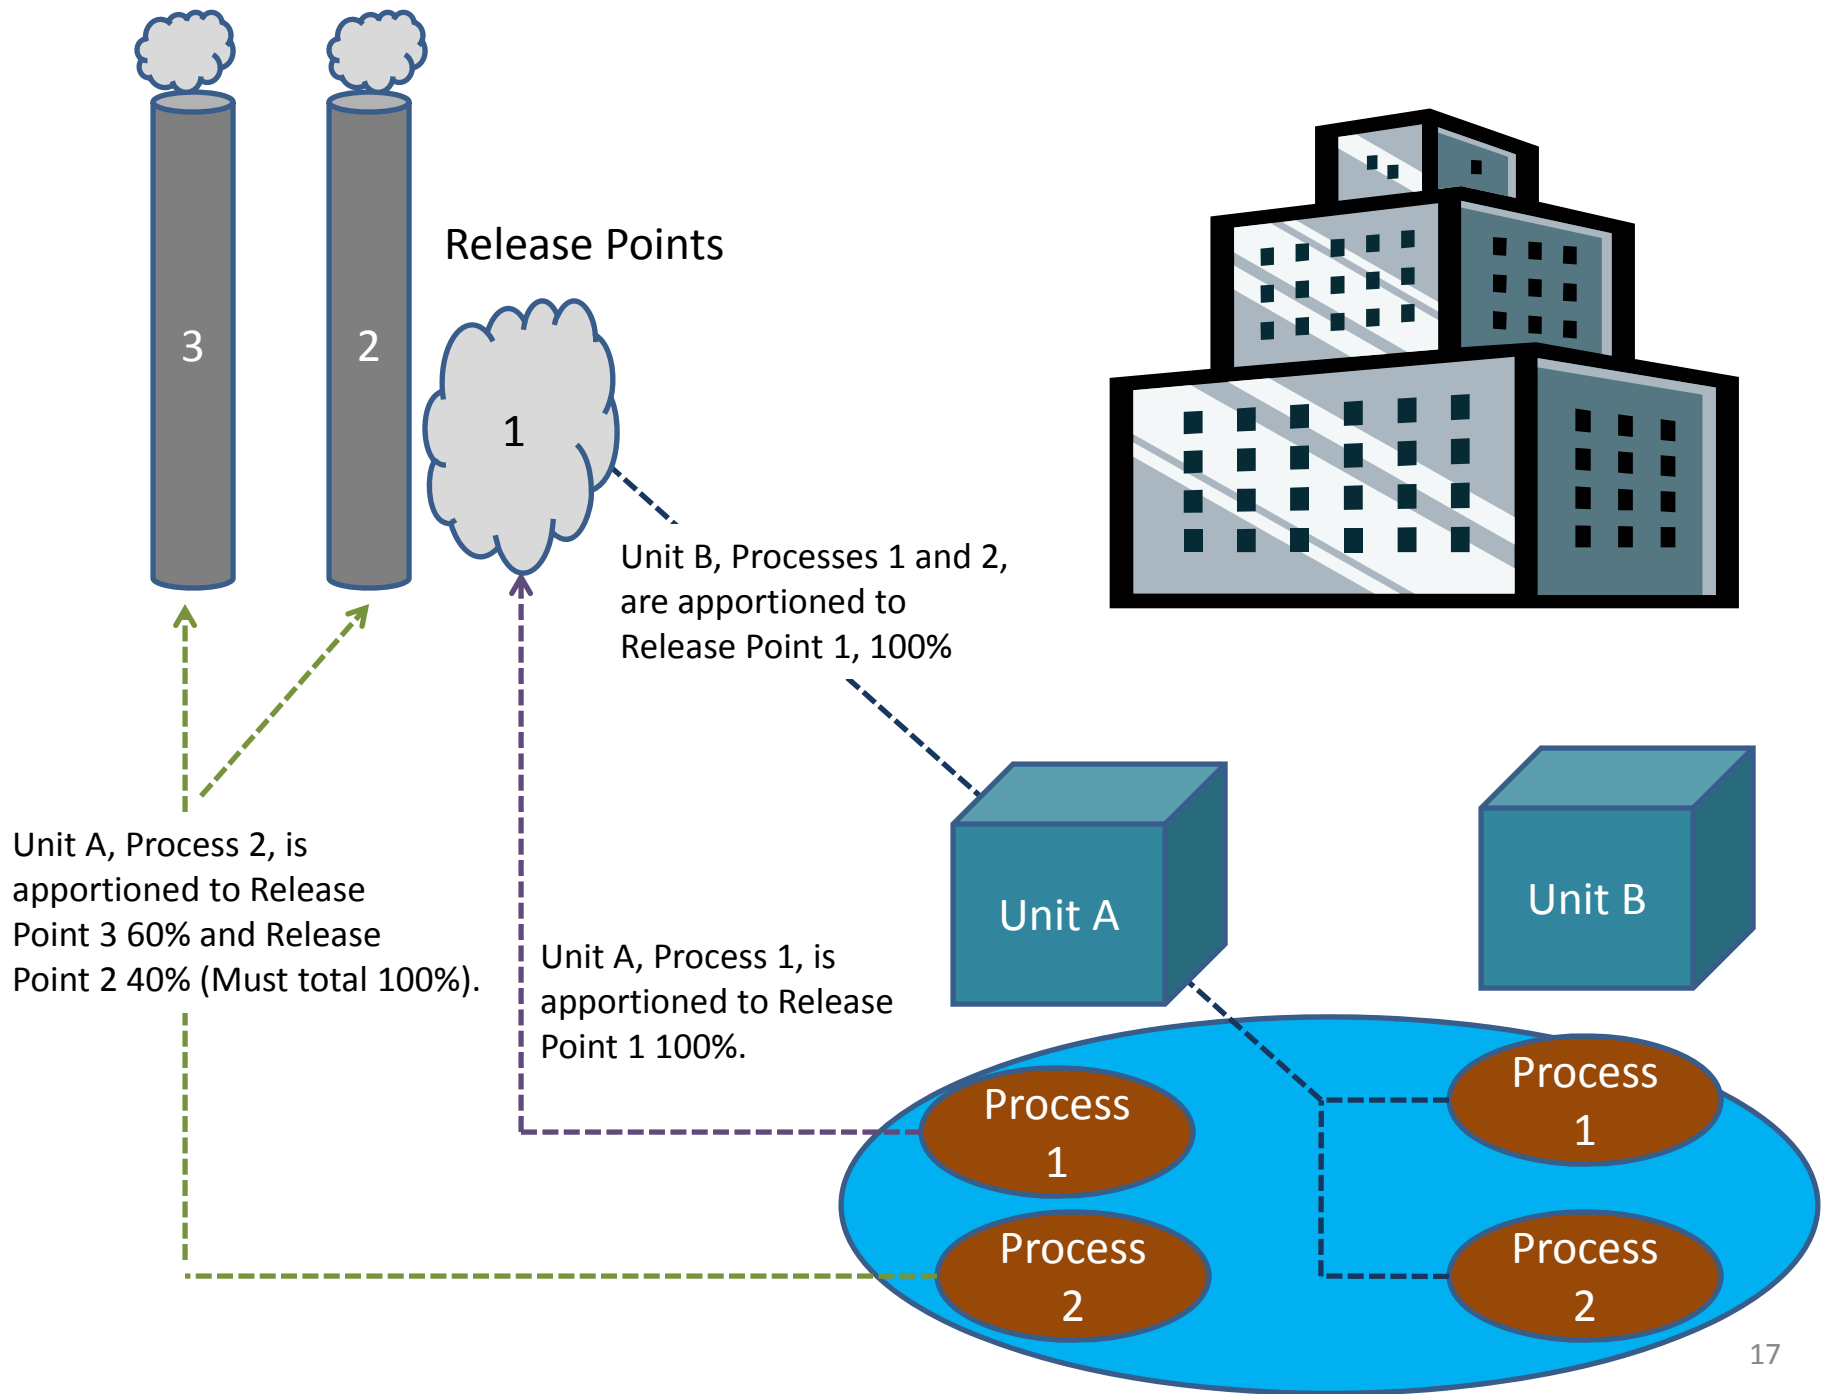 Release Points
3
2
1
Unit B, Processes 1 and 2,
are apportioned to
Release Point 1, 100%
Unit A, Process 2, is
apportioned to Release
Point 3 60% and Release
Point 2 40% (Must total 100%).
Unit A, Process 1, is
apportioned to Release
Point 1 100%.
Unit A
Unit B
Process
1
Process
1
Process
2
Process
2
17